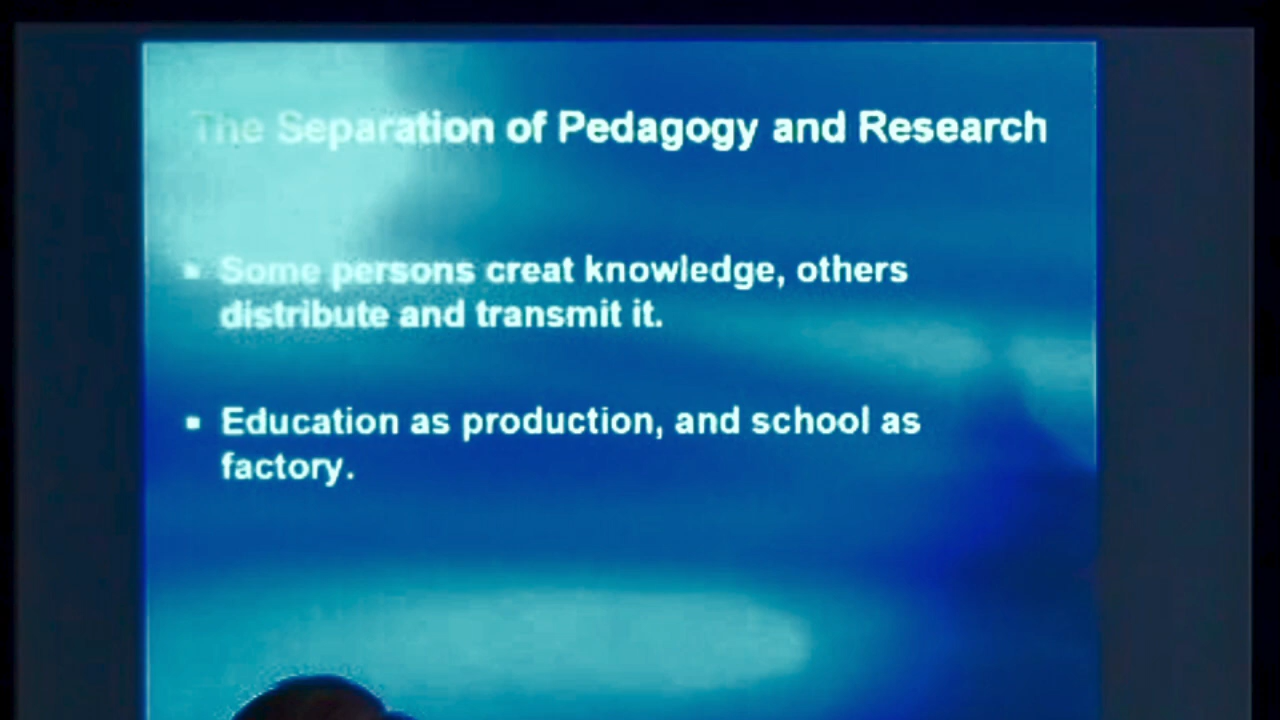 The Separation of Pedagogy and Research
▪ Some persons creat knowledge, others
distribute and transmit it.
▪ Education as production, and school as
factory.